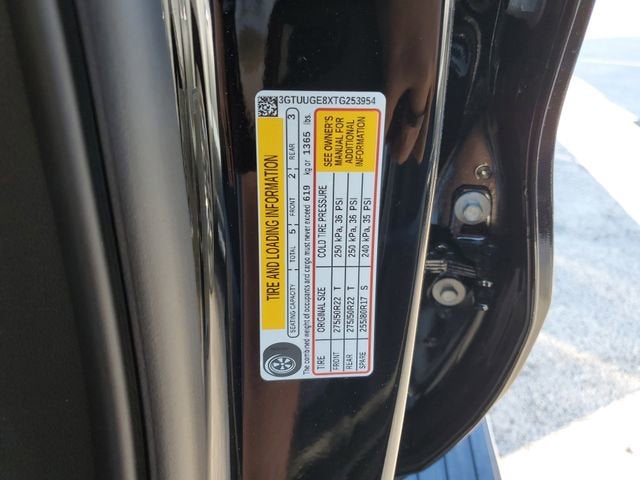 3GTUUGE8XTG253954
TIRE AND LOADING INFORMATION
SEATING CAPACITY TOTAL 5 FRONT 2 REAR 3
The combined weight of occupants and cargo must never exceed 619 kg or 1365 lbs.
TIRE ORIGINAL SIZE COLD TIRE PRESSURE
FRONT 275/50R22 T 250 kPa, 36 PSI
REAR 275/50R22 T 250 kPa, 36 PSI
SPARE 255/80R17 S 240 kPa, 35 PSI
SEE OWNER'S
MANUAL FOR
ADDITIONAL
INFORMATION